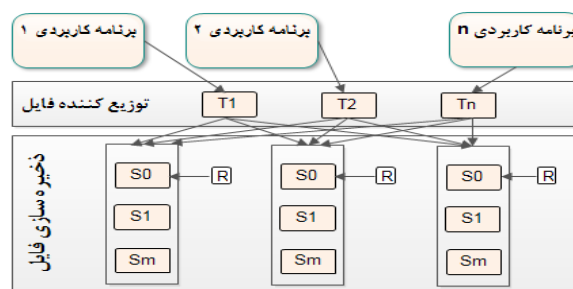 برنامه کاربردی ۱
برنامه کاربردی ۲
برنامه کاربردی n
توزیع کننده فایل
T1
T2
Tn
ذخیره سازی فایل
S0
R
S0
R
S0
R
S1
S1
S1
Sm
Sm
Sm